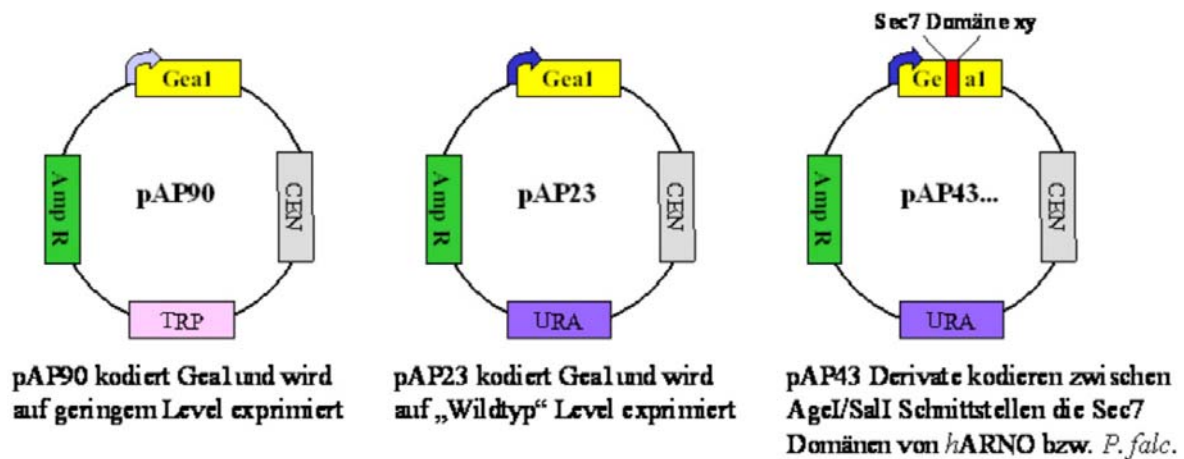 Sec7 Domäne xy
Gea1
Gea1
Ge a1
Amp R
pAP90
CEN
Amp R
pAP23
CEN
Amp R
pAP43...
CEN
TRP
URA
URA
pAP90 kodiert Gea1 und wird
auf geringem Level exprimiert
pAP23 kodiert Gea1 und wird
auf „Wildtyp“ Level exprimiert
pAP43 Derivate kodieren zwischen
AgeI/SalI Schnittstellen die Sec7
Domänen von hARNO bzw. P. falc.